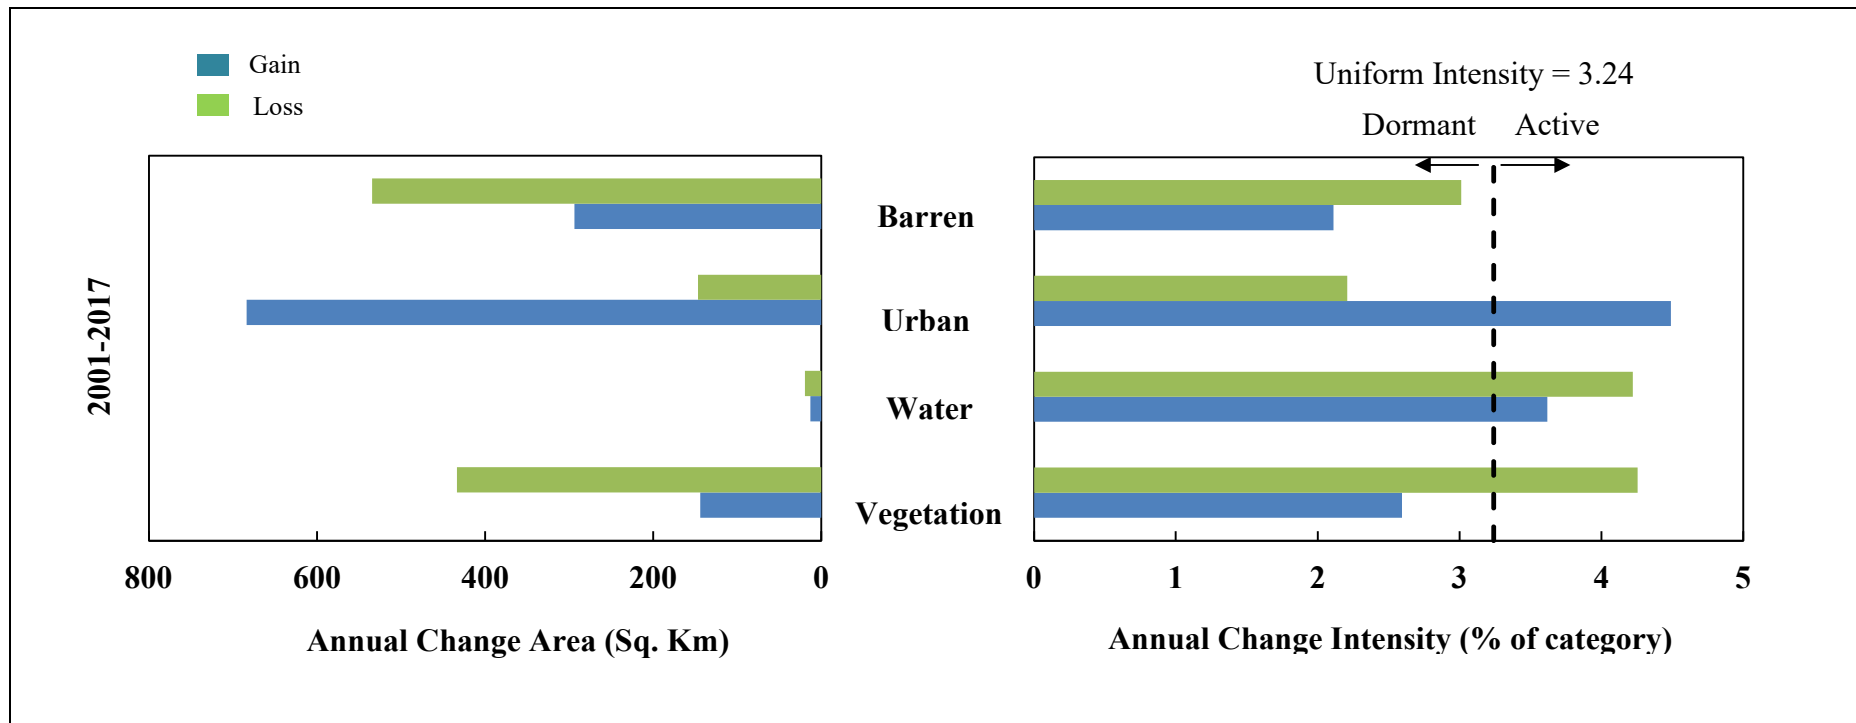 Gain
Loss
Uniform Intensity = 3.24
Dormant Active
2001-2017
Barren
Urban
Water
Vegetation
800 600 400 200 0
0 1 2 3 4 5
Annual Change Area (Sq. Km)
Annual Change Intensity (% of category)